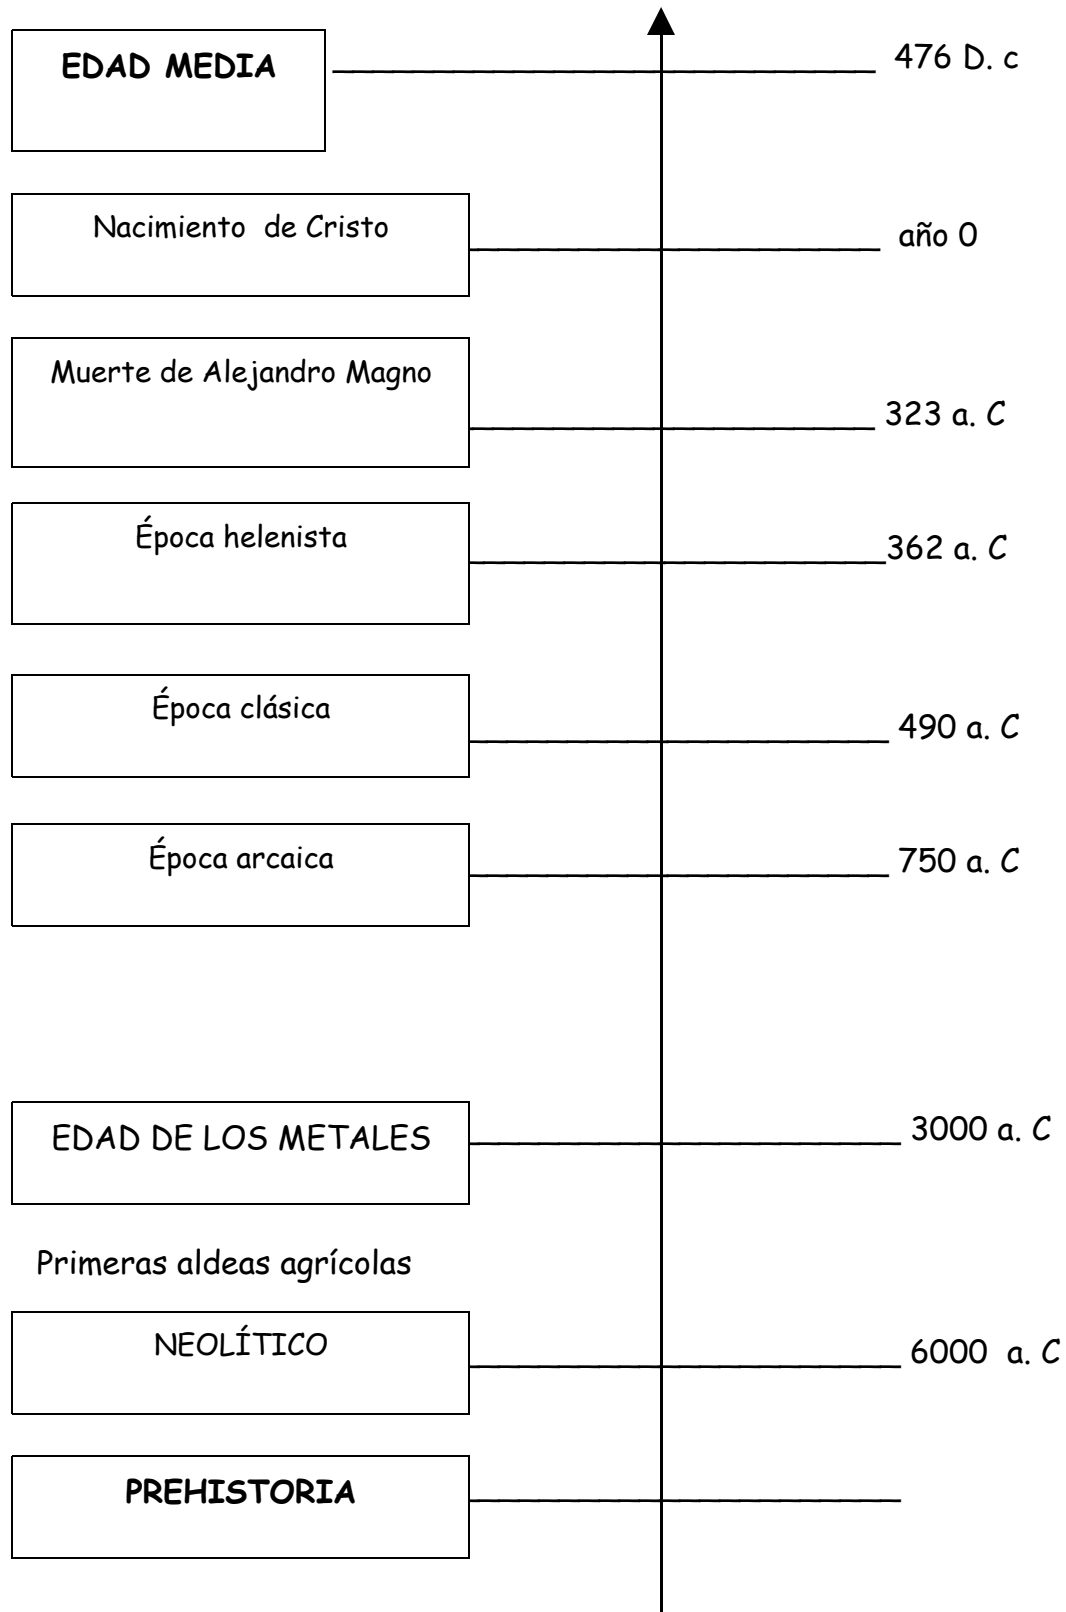 EDAD MEDIA
476 D. c
Nacimiento de Cristo
año 0
Muerte de Alejandro Magno
323 a. C
Época helenista
362 a. C
Época clásica
490 a. C
Época arcaica
750 a. C
EDAD DE LOS METALES
3000 a. C
Primeras aldeas agrícolas
NEOLÍTICO
6000 a. C
PREHISTORIA